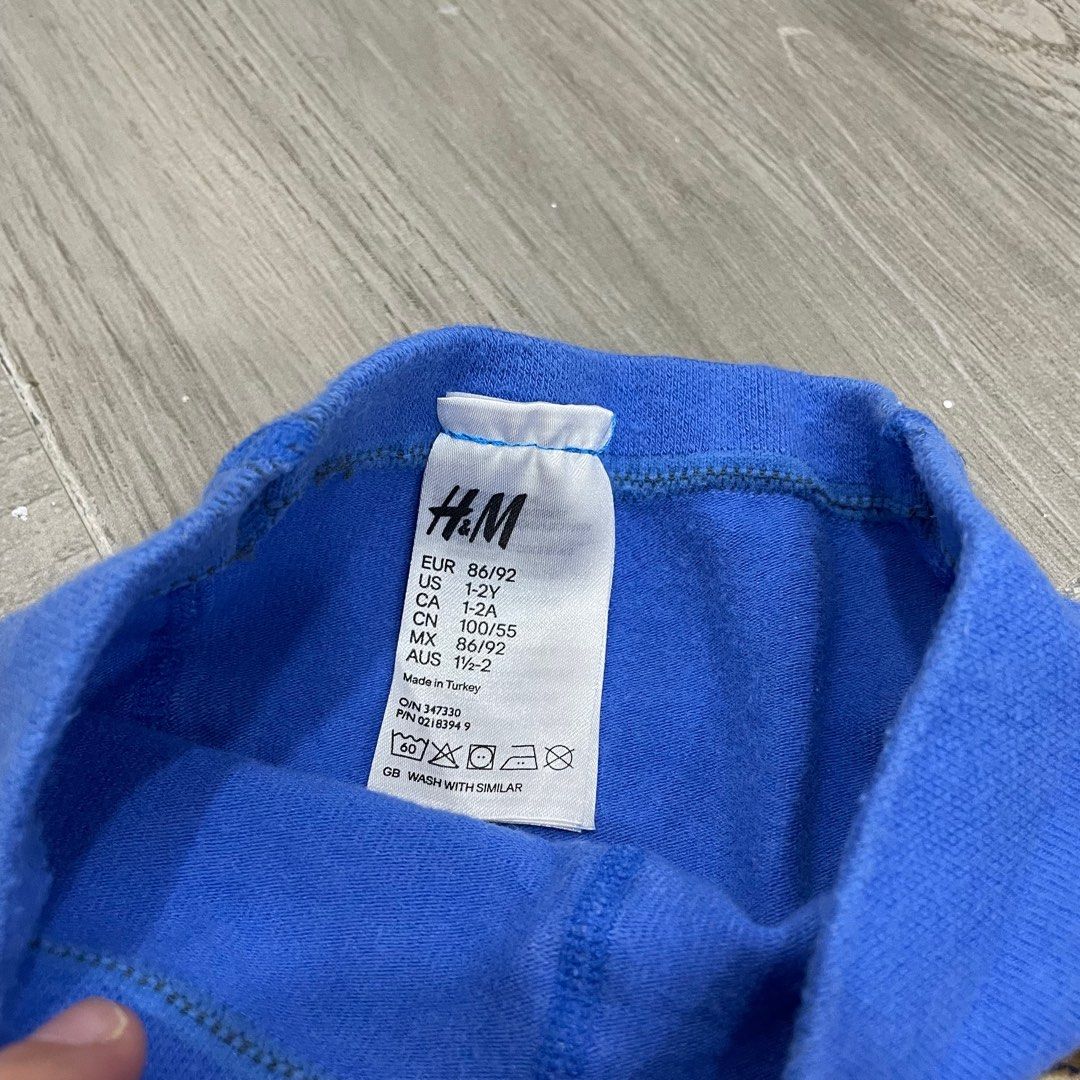 H&M
EUR 86/92
US 1-2Y
CA 1-2A
CN 100/55
MX 86/92
AUS 1½-2
Made in Turkey
O/N 347330
P/N 0218394 9
60
GB WASH WITH SIMILAR